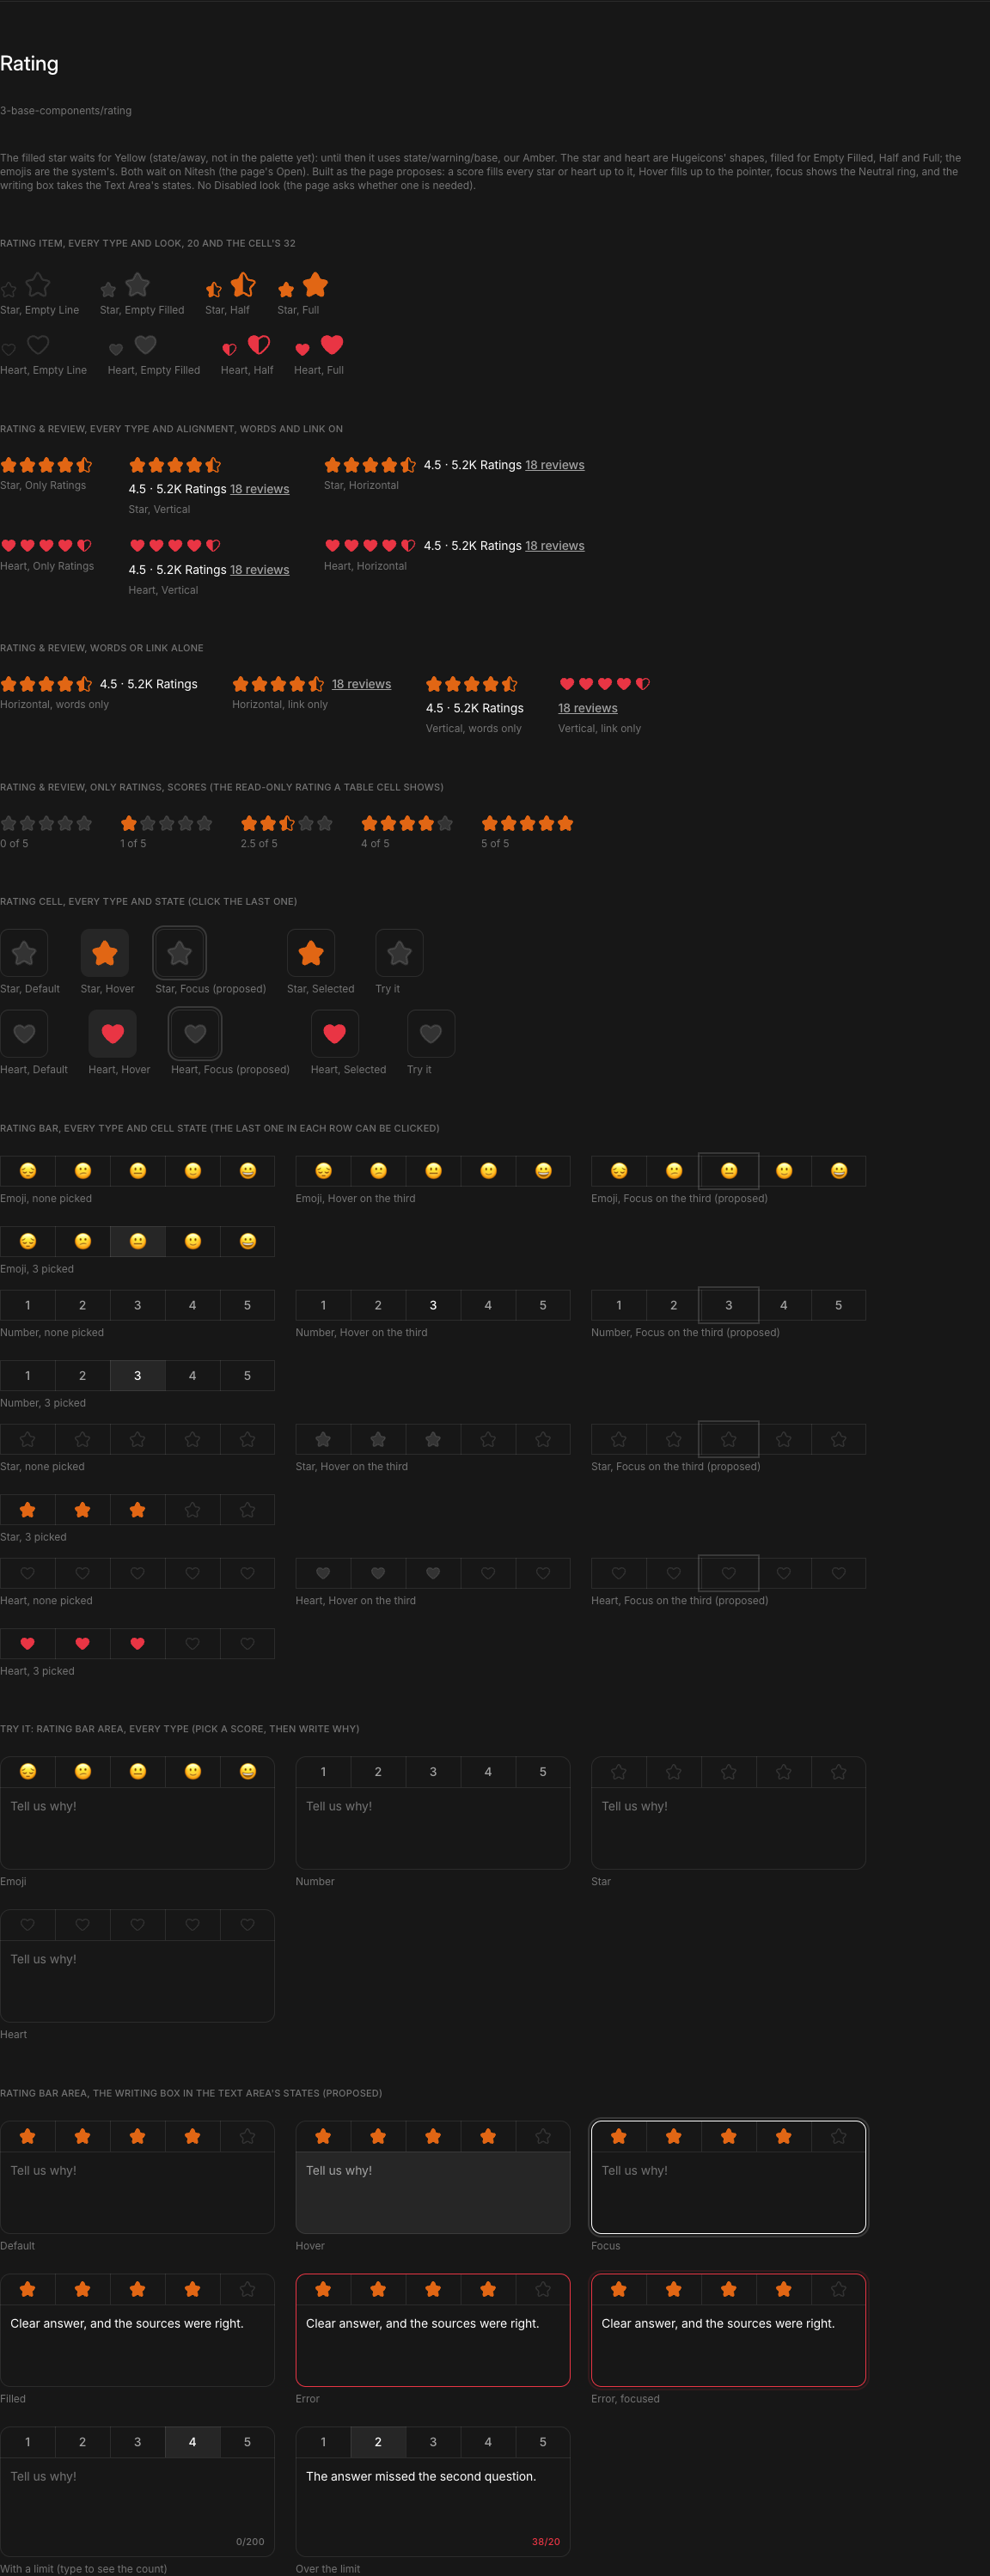 Rating
3-base-components/rating
The filled star waits for Yellow (state/away, not in the palette yet): until then it uses state/warning/base, our Amber. The star and heart are Hugeicons' shapes, filled for Empty Filled, Half and Full; the
emojis are the system's. Both wait on Nitesh (the page's Open). Built as the page proposes: a score fills every star or heart up to it, Hover fills up to the pointer, focus shows the Neutral ring, and the
writing box takes the Text Area's states. No Disabled look (the page asks whether one is needed).
RATING ITEM, EVERY TYPE AND LOOK, 20 AND THE CELL'S 32
Star, Empty Line Star, Empty Filled Star, Half Star, Full
Heart, Empty Line Heart, Empty Filled Heart, Half Heart, Full
RATING & REVIEW, EVERY TYPE AND ALIGNMENT, WORDS AND LINK ON
4.5 · 5.2K Ratings 18 reviews
Star, Only Ratings Star, Horizontal
4.5 · 5.2K Ratings 18 reviews
Star, Vertical
4.5 · 5.2K Ratings 18 reviews
Heart, Only Ratings Heart, Horizontal
4.5 · 5.2K Ratings 18 reviews
Heart, Vertical
RATING & REVIEW, WORDS OR LINK ALONE
4.5 · 5.2K Ratings 18 reviews
Horizontal, words only Horizontal, link only
4.5 · 5.2K Ratings 18 reviews
Vertical, words only Vertical, link only
RATING & REVIEW, ONLY RATINGS, SCORES (THE READ-ONLY RATING A TABLE CELL SHOWS)
0 of 5 1 of 5 2.5 of 5 4 of 5 5 of 5
RATING CELL, EVERY TYPE AND STATE (CLICK THE LAST ONE)
Star, Default Star, Hover Star, Focus (proposed) Star, Selected Try it
Heart, Default Heart, Hover Heart, Focus (proposed) Heart, Selected Try it
RATING BAR, EVERY TYPE AND CELL STATE (THE LAST ONE IN EACH ROW CAN BE CLICKED)
Emoji, none picked Emoji, Hover on the third Emoji, Focus on the third (proposed)
Emoji, 3 picked
1 2 3 4 5 1 2 3 4 5 1 2 3 4 5
Number, none picked Number, Hover on the third Number, Focus on the third (proposed)
1 2 3 4 5
Number, 3 picked
Star, none picked Star, Hover on the third Star, Focus on the third (proposed)
Star, 3 picked
Heart, none picked Heart, Hover on the third Heart, Focus on the third (proposed)
Heart, 3 picked
TRY IT: RATING BAR AREA, EVERY TYPE (PICK A SCORE, THEN WRITE WHY)
1 2 3 4 5
Tell us why! Tell us why! Tell us why!
Emoji Number Star
Tell us why!
Heart
RATING BAR AREA, THE WRITING BOX IN THE TEXT AREA'S STATES (PROPOSED)
Tell us why! Tell us why! Tell us why!
Default Hover Focus
Clear answer, and the sources were right. Clear answer, and the sources were right. Clear answer, and the sources were right.
Filled Error Error, focused
1 2 3 4 5 1 2 3 4 5
Tell us why! The answer missed the second question.
0/200 38/20
With a limit (type to see the count) Over the limit